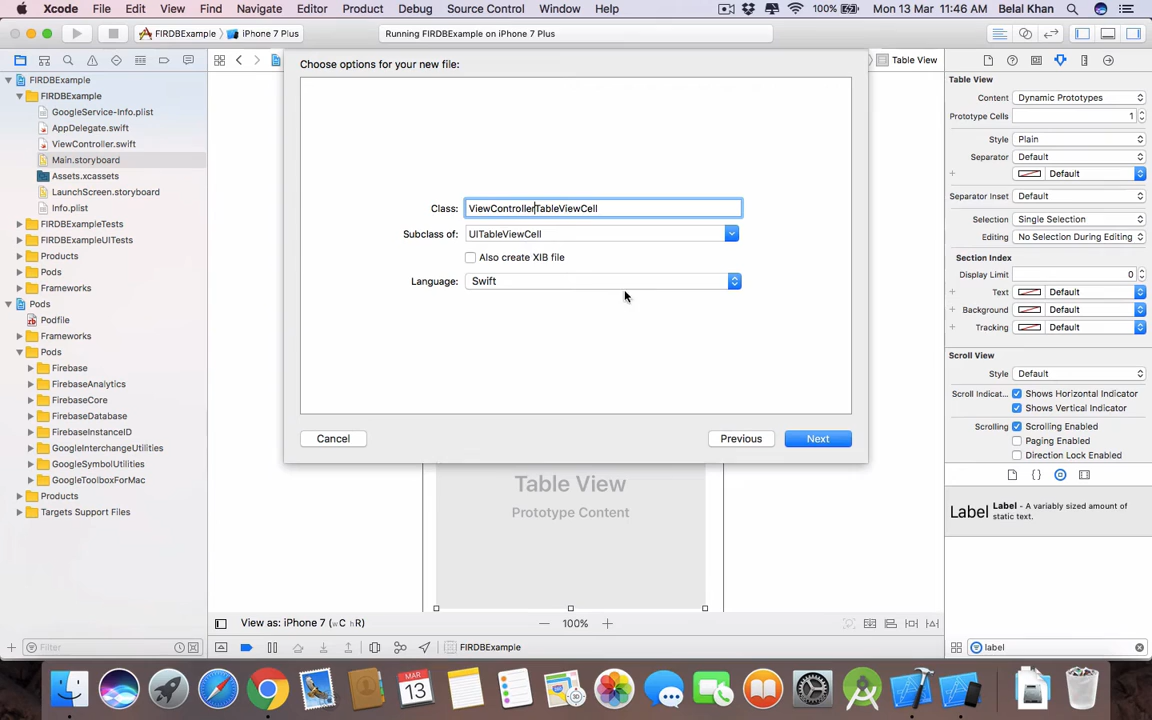 Xcode File Edit View Find Navigate Editor Product Debug Source Control Window Help 100% Mon 13 Mar 11:46 AM Belal Khan
FIRDBExample iPhone 7 Plus Running FIRDBExample on iPhone 7 Plus
Table View
FIRDBExample
FIRDBExample
GoogleService-Info.plist
AppDelegate.swift
ViewController.swift
Main.storyboard
Assets.xcassets
LaunchScreen.storyboard
Info.plist
FIRDBExampleTests
FIRDBExampleUITests
Products
Pods
Frameworks
Pods
Podfile
Frameworks
Pods
Firebase
FirebaseAnalytics
FirebaseCore
FirebaseDatabase
FirebaseInstanceID
GoogleInterchangeUtilities
GoogleSymbolUtilities
GoogleToolboxForMac
Products
Targets Support Files
Filter
Choose options for your new file:
Class: ViewControllerTableViewCell
Subclass of: UITableViewCell
Also create XIB file
Language: Swift
Cancel Previous Next
Table View
Prototype Content
View as: iPhone 7 (wC hR) 100%
FIRDBExample
Table View
Content Dynamic Prototypes
Prototype Cells 1
Style Plain
Separator Default
Default
Separator Inset Default
Selection Single Selection
Editing No Selection During Editing
Section Index
Display Limit 0
Text Default
Background Default
Tracking Default
Scroll View
Style Default
Scroll Indicat... Shows Horizontal Indicator
Shows Vertical Indicator
Scrolling Scrolling Enabled
Paging Enabled
Direction Lock Enabled
Label Label - A variably sized amount of
static text.
label
MAR
13